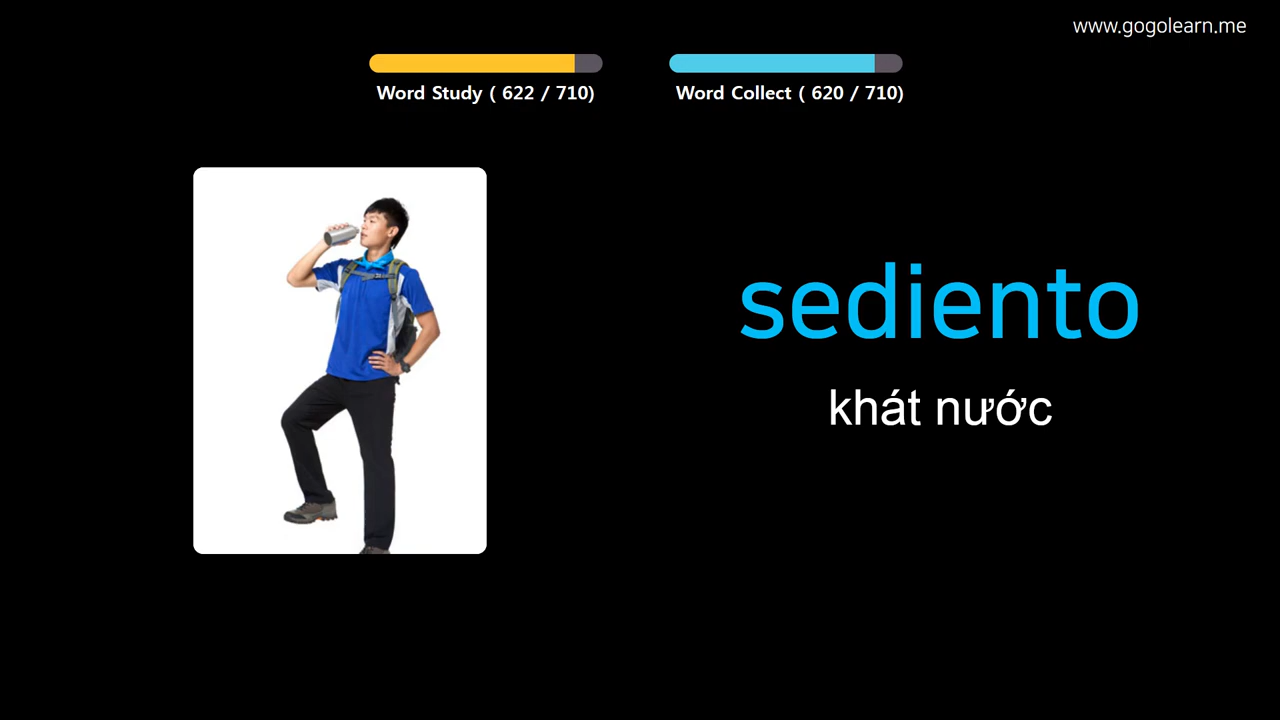 www.gogolearn.me
Word Study ( 622 / 710)
Word Collect ( 620 / 710)
sediento
khát nước